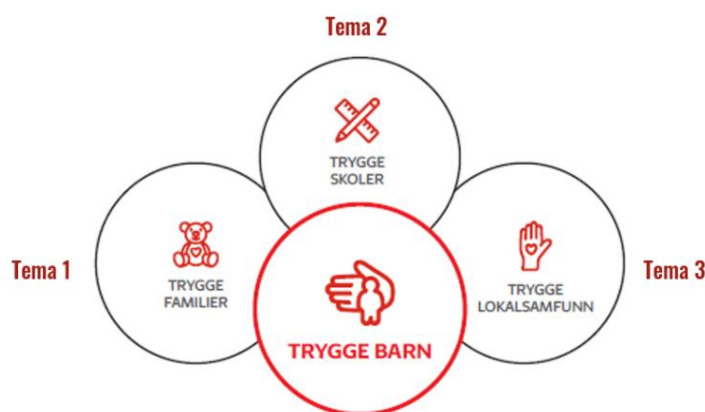 Tema 2
TRYGGE
SKOLER
Tema 1
TRYGGE
FAMILIER
TRYGGE BARN
TRYGGE
LOKALSAMFUNN
Tema 3